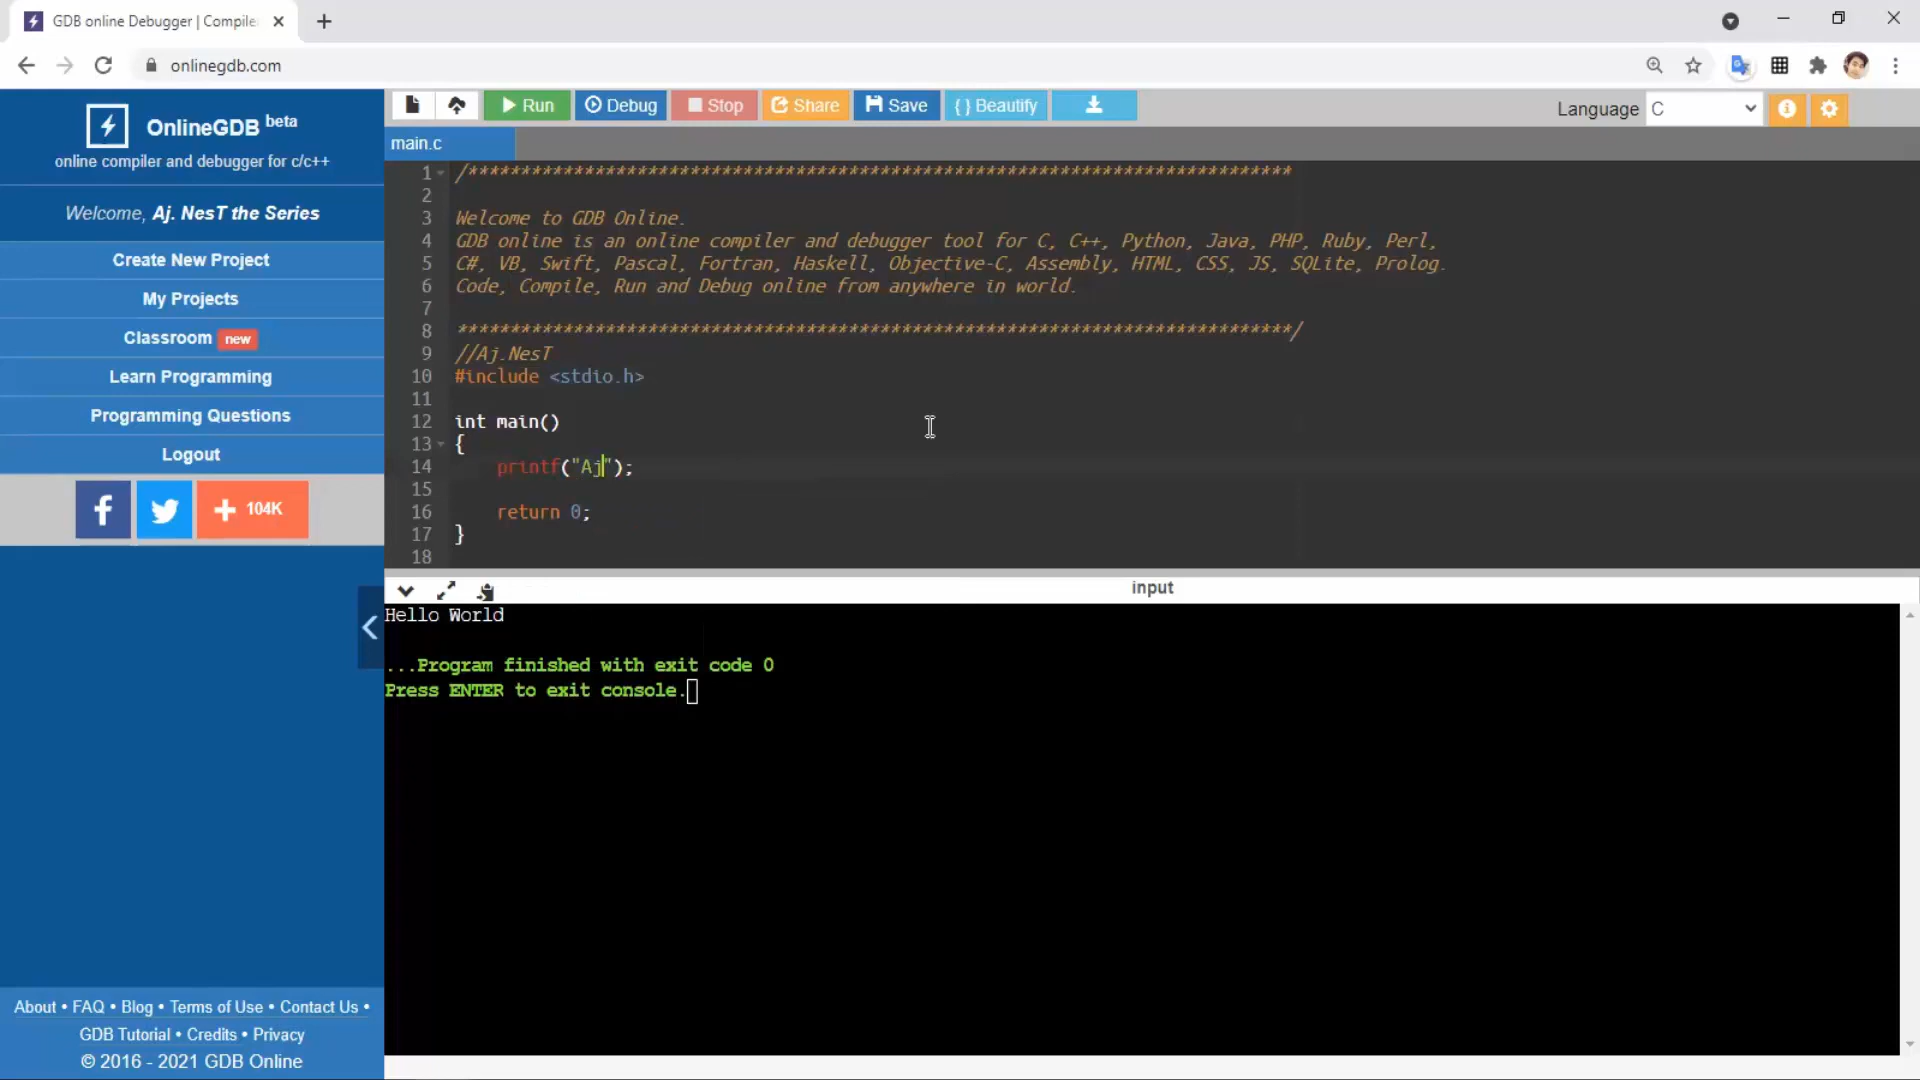 GDB online Debugger | Compile
onlinegdb.com
OnlineGDB beta
online compiler and debugger for c/c++
Welcome, Aj. NesT the Series
Create New Project
My Projects
Classroom new
Learn Programming
Programming Questions
Logout
104K
About • FAQ • Blog • Terms of Use • Contact Us •
GDB Tutorial • Credits • Privacy
© 2016 - 2021 GDB Online
Run Debug Stop Share Save { } Beautify
Language C
main.c
1 /******************************************************************************
2
3 Welcome to GDB Online.
4 GDB online is an online compiler and debugger tool for C, C++, Python, Java, PHP, Ruby, Perl,
5 C#, VB, Swift, Pascal, Fortran, Haskell, Objective-C, Assembly, HTML, CSS, JS, SQLite, Prolog.
6 Code, Compile, Run and Debug online from anywhere in world.
7
8 *******************************************************************************/
9 //Aj.NesT
10 #include <stdio.h>
11
12 int main()
13 {
14 printf("Aj");
15
16 return 0;
17 }
18
input
Hello World
...Program finished with exit code 0
Press ENTER to exit console.